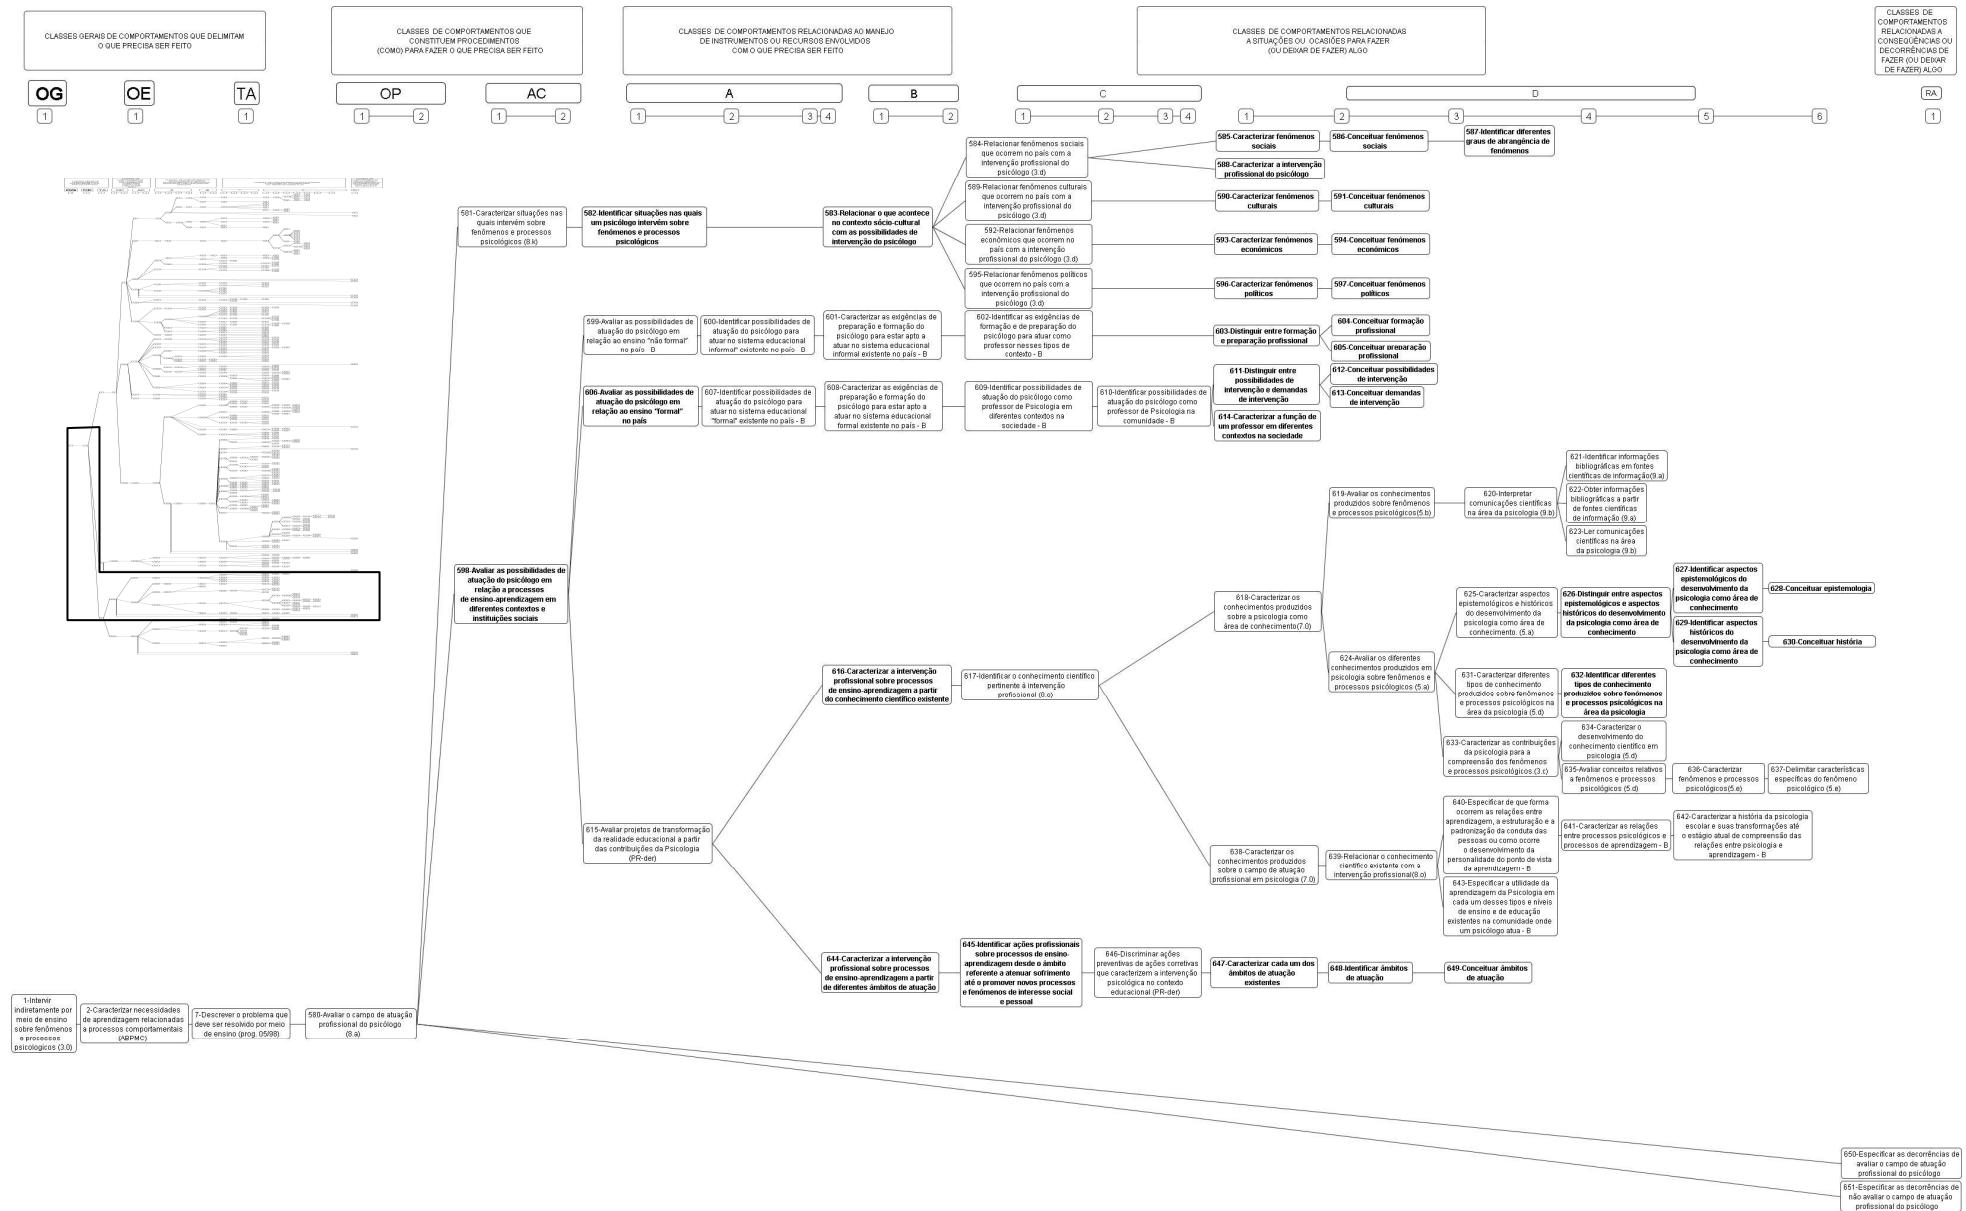 CLASSES GERAIS DE COMPORTAMENTOS QUE DELIMITAM
O QUE PRECISA SER FEITO
CLASSES DE COMPORTAMENTOS QUE
CONSTITUEM PROCEDIMENTOS
(COMO) PARA FAZER O QUE PRECISA SER FEITO
CLASSES DE COMPORTAMENTOS RELACIONADAS AO MANEJO
DE INSTRUMENTOS OU RECURSOS ENVOLVIDOS
COM O QUE PRECISA SER FEITO
CLASSES DE COMPORTAMENTOS RELACIONADAS
A SITUAÇÕES OU OCASIÕES PARA FAZER
(OU DEIXAR DE FAZER) ALGO
CLASSES DE
COMPORTAMENTOS
RELACIONADAS A
CONSEQÜÊNCIAS OU
DECORRÊNCIAS DE
FAZER (OU DEIXAR
DE FAZER) ALGO
OG
OE
TA
OP
AC
A
B
C
D
RA
1
1
1
1 2
1 2
1 2 3 4
1 2
1 2 3 4
1 2 3 4 5 6
1
581-Caracterizar situações nas
quais intervém sobre
fenômenos e processos
psicológicos (8.k)
582-Identificar situações nas quais
um psicólogo intervém sobre
fenômenos e processos
psicológicos
583-Relacionar o que acontece
no contexto sócio-cultural
com as possibilidades de
intervenção do psicólogo
584-Relacionar fenômenos sociais
que ocorrem no país com a
intervenção profissional do
psicólogo (3.d)
585-Caracterizar fenômenos
sociais
586-Conceituar fenômenos
sociais
587-Identificar diferentes
graus de abrangência de
fenômenos
588-Caracterizar a intervenção
profissional do psicólogo
589-Relacionar fenômenos culturais
que ocorrem no país com a
intervenção profissional do
psicólogo (3.d)
590-Caracterizar fenômenos
culturais
591-Conceituar fenômenos
culturais
592-Relacionar fenômenos
econômicos que ocorrem no
país com a intervenção
profissional do psicólogo (3.d)
593-Caracterizar fenômenos
económicos
594-Conceituar fenômenos
económicos
595-Relacionar fenômenos políticos
que ocorrem no país com a
intervenção profissional do
psicólogo (3.d)
596-Caracterizar fenômenos
políticos
597-Conceituar fenômenos
políticos
598-Avaliar as possibilidades de
atuação do psicólogo em
relação a processos
de ensino-aprendizagem em
diferentes contextos e
instituições sociais
599-Avaliar as possibilidades de
atuação do psicólogo em
relação ao ensino "não formal"
no país - B
600-Identificar possibilidades de
atuação do psicólogo para
atuar no sistema educacional
informal" existente no país - B
601-Caracterizar as exigências de
preparação e formação do
psicólogo para estar apto a
atuar no sistema educacional
informal existente no país - B
602-Identificar as exigências de
formação e de preparação do
psicólogo para atuar como
professor nesses tipos de
contexto - B
603-Distinguir entre formação
e preparação profissional
604-Conceituar formação
profissional
605-Conceituar preparação
profissional
606-Avaliar as possibilidades de
atuação do psicólogo em
relação ao ensino "formal"
no país
607-Identificar possibilidades de
atuação do psicólogo para
atuar no sistema educacional
"formal" existente no país - B
608-Caracterizar as exigências de
preparação e formação do
psicólogo para estar apto a
atuar no sistema educacional
formal existente no país - B
609-Identificar possibilidades de
atuação do psicólogo como
professor de Psicologia em
diferentes contextos na
sociedade - B
610-Identificar possibilidades de
atuação do psicólogo como
professor de Psicologia na
comunidade - B
611-Distinguir entre
possibilidades de
intervenção e demandas
de intervenção
612-Conceituar possibilidades
de intervenção
613-Conceituar demandas
de intervenção
614-Caracterizar a função de
um professor em diferentes
contextos na sociedade
615-Avaliar projetos de transformação
da realidade educacional a partir
das contribuições da Psicologia
(PR-der)
616-Caracterizar a intervenção
profissional sobre processos
de ensino-aprendizagem a partir
do conhecimento científico existente
617-Identificar o conhecimento científico
pertinente à intervenção
profissional (8.o)
618-Caracterizar os
conhecimentos produzidos
sobre a psicologia como
área de conhecimento(7.0)
619-Avaliar os conhecimentos
produzidos sobre fenômenos
e processos psicológicos(5.b)
620-Interpretar
comunicações científicas
na área da psicologia (9.b)
621-Identificar informações
bibliográficas em fontes
científicas de informação(9.a)
622-Obter informações
bibliográficas a partir
de fontes científicas
de informação (9.a)
623-Ler comunicações
científicas na área
da psicologia (9.b)
624-Avaliar os diferentes
conhecimentos produzidos em
psicologia sobre fenômenos e
processos psicológicos (5.a)
625-Caracterizar aspectos
epistemológicos e históricos
do desenvolvimento da
psicologia como área de
conhecimento. (5.a)
626-Distinguir entre aspectos
epistemológicos e aspectos
históricos do desenvolvimento
da psicologia como área de
conhecimento
627-Identificar aspectos
epistemológicos do
desenvolvimento da
psicologia como área de
conhecimento
628-Conceituar epistemologia
629-Identificar aspectos
históricos do
desenvolvimento da
psicologia como área de
conhecimento
630-Conceituar história
631-Caracterizar diferentes
tipos de conhecimento
produzidos sobre fenômenos
e processos psicológicos na
área da psicologia (5.d)
632-Identificar diferentes
tipos de conhecimento
produzidos sobre fenômenos
e processos psicológicos na
área da psicologia
633-Caracterizar as contribuições
da psicologia para a
compreensão dos fenômenos
e processos psicológicos.(3.c)
634-Caracterizar o
desenvolvimento do
conhecimento científico em
psicologia (5.d)
635-Avaliar conceitos relativos
a fenômenos e processos
psicológicos (5.d)
636-Caracterizar
fenômenos e processos
psicológicos(5.e)
637-Delimitar características
específicas do fenômeno
psicológico (5.e)
638-Caracterizar os
conhecimentos produzidos
sobre o campo de atuação
profissional em psicologia (7.0)
639-Relacionar o conhecimento
científico existente com a
intervenção profissional(8.o)
640-Especificar de que forma
ocorrem as relações entre
aprendizagem, a estruturação e a
padronização da conduta das
pessoas ou como ocorre
o desenvolvimento da
personalidade do ponto de vista
da aprendizagem - B
641-Caracterizar as relações
entre processos psicológicos e
processos de aprendizagem - B
642-Caracterizar a história da psicologia
escolar e suas transformações até
o estágio atual de compreensão das
relações entre psicologia e
aprendizagem - B
643-Especificar a utilidade da
aprendizagem da Psicologia em
cada um desses tipos e níveis
de ensino e de educação
existentes na comunidade onde
um psicólogo atua - B
644-Caracterizar a intervenção
profissional sobre processos
de ensino-aprendizagem a partir
de diferentes âmbitos de atuação
645-Identificar ações profissionais
sobre processos de ensino-
aprendizagem desde o âmbito
referente a atenuar sofrimento
até o promover novos processos
e fenômenos de interesse social
e pessoal
646-Discriminar ações
preventivas de ações corretivas
que caracterizem a intervenção
psicológica no contexto
educacional (PR-der)
647-Caracterizar cada um dos
âmbitos de atuação
existentes
648-Identificar âmbitos
de atuação
649-Conceituar âmbitos
de atuação
1-Intervir
indiretamente por
meio de ensino
sobre fenômenos
e processos
psicológicos (3.0)
2-Caracterizar necessidades
de aprendizagem relacionadas
a processos comportamentais
(ABPMC)
7-Descrever o problema que
deve ser resolvido por meio
de ensino (prog. 05/98)
580-Avaliar o campo de atuação
profissional do psicólogo
(8.a)
650-Especificar as decorrências de
avaliar o campo de atuação
profissional do psicólogo
651-Especificar as decorrências de
não avaliar o campo de atuação
profissional do psicólogo